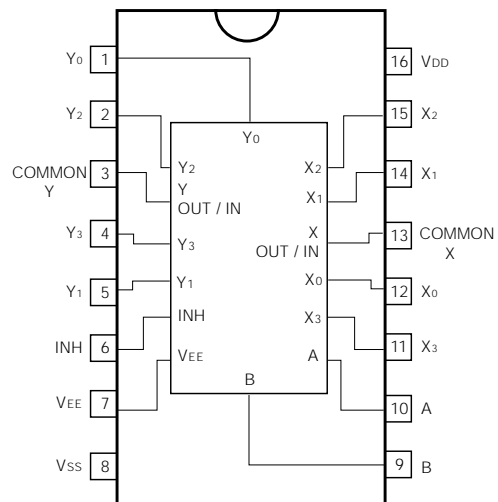 Y0 1
16 VDD
Y2 2
15 X2
Y0
COMMON Y 3
Y2
X2
14 X1
Y
OUT / IN
X1
Y3 4
X
OUT / IN
13 COMMON X
Y3
Y1 5
Y1
X0
12 X0
INH 6
INH
X3
11 X3
VEE
A
VEE 7
B
10 A
VSS 8
9 B